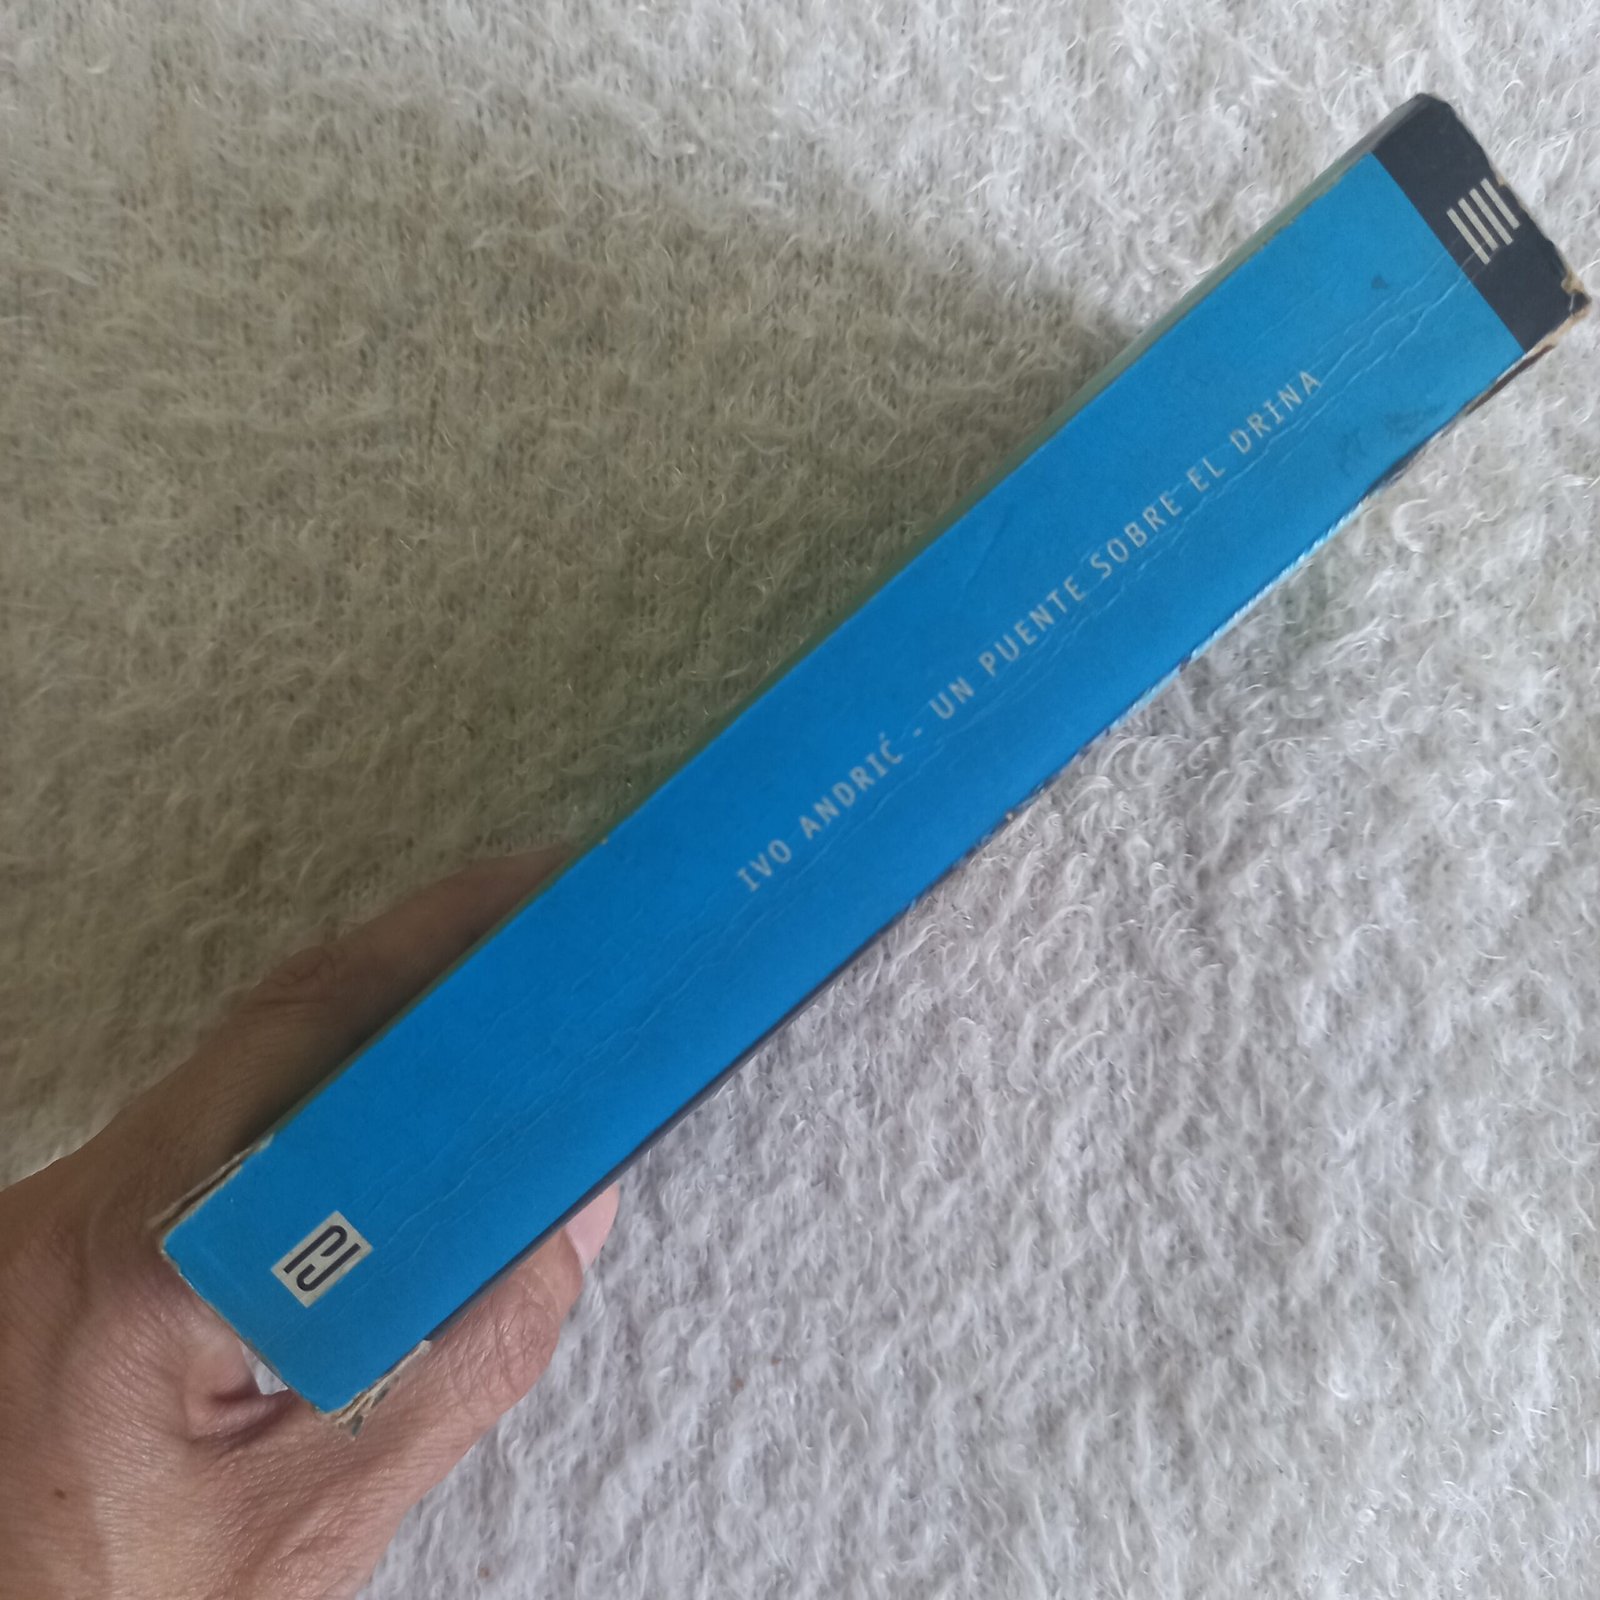 IVO ANDRIĆ - UN PUENTE SOBRE EL DRINA